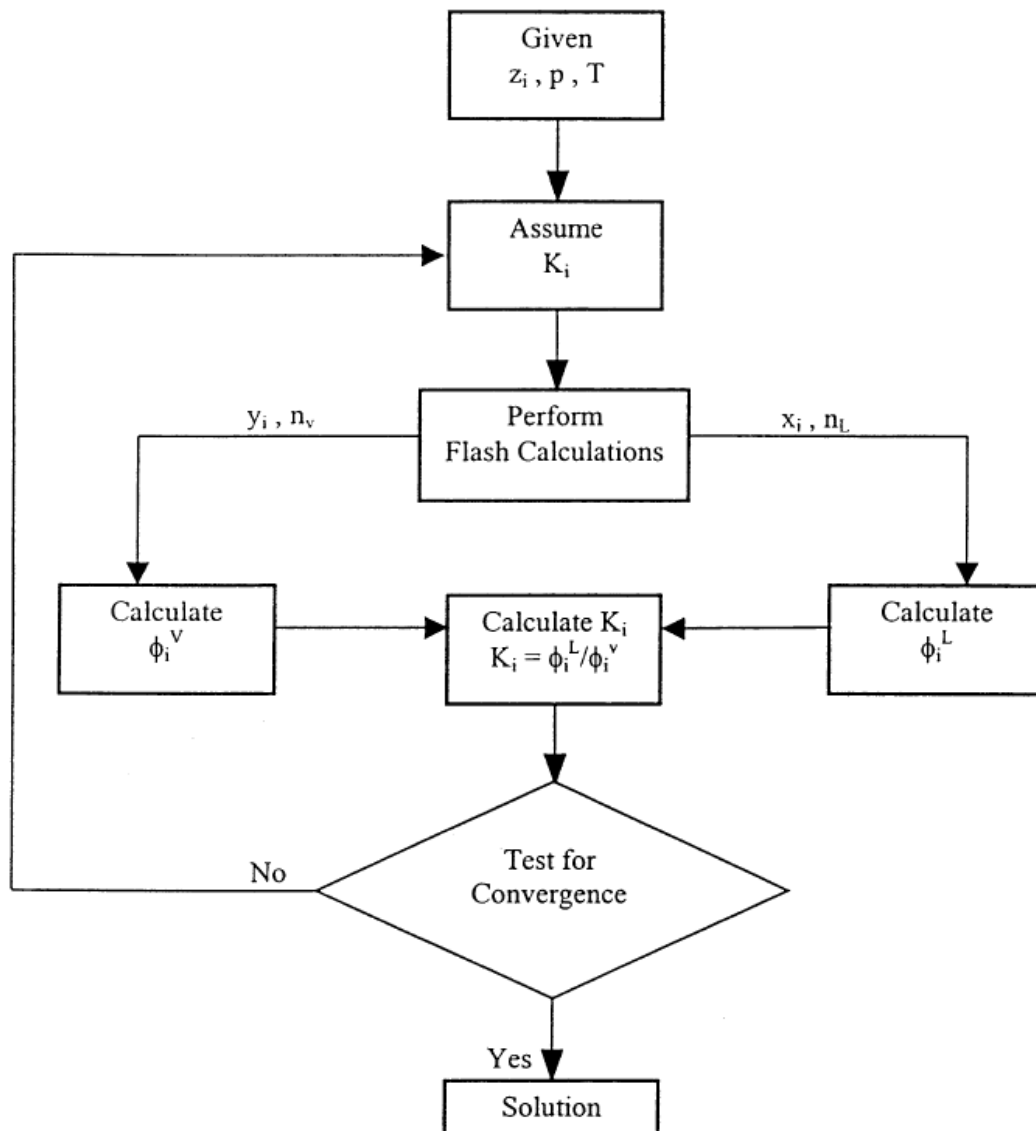 Given
zᵢ , p , T
Assume
Kᵢ
Perform
Flash Calculations
yᵢ , nᵥ
xᵢ , n_L
Calculate
ϕᵢⱽ
Calculate Kᵢ
Kᵢ = ϕᵢᴸ/ϕᵢᵛ
Calculate
ϕᵢᴸ
Test for
Convergence
No
Yes
Solution